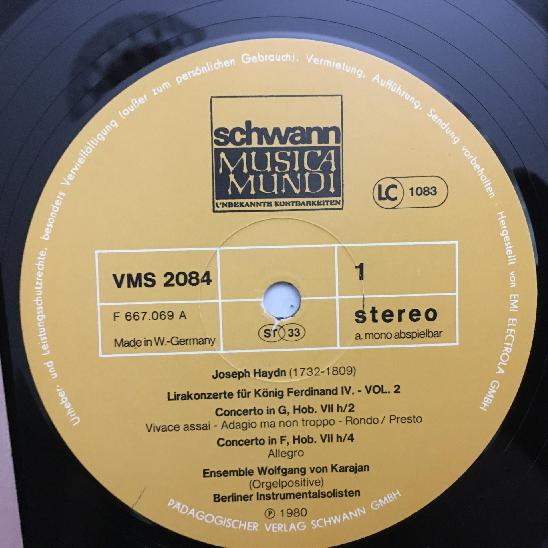 Urheber- und Leistungsschutzrechte, besonders Vervielfältigung (außer zum persönlichen Gebrauch), Vermietung, Aufführung, Sendung vorbehalten · Hergestellt von EMI ELECTROLA GMBH
schwann
MUSICA
MUNDI
UNBEKANNTE KOSTBARKEITEN
LC 1083
VMS 2084
1
F 667.069 A
stereo
Made in W.-Germany
ST 33
a. mono abspielbar
Joseph Haydn (1732-1809)
Lirakonzerte für König Ferdinand IV. - VOL. 2
Concerto in G, Hob. VII h/2
Vivace assai - Adagio ma non troppo - Rondo / Presto
Concerto in F, Hob. VII h/4
Allegro
Ensemble Wolfgang von Karajan
(Orgelpositive)
Berliner Instrumentalsolisten
℗ 1980
PÄDAGOGISCHER VERLAG SCHWANN GMBH